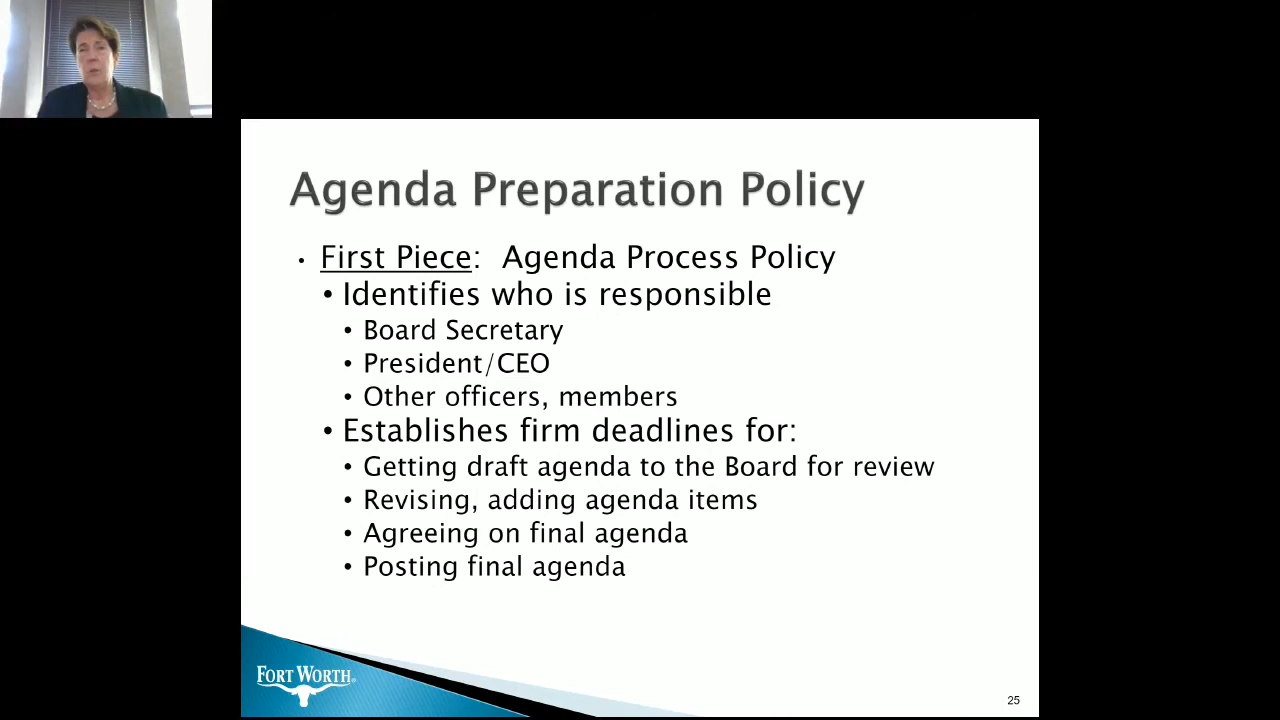 Agenda Preparation Policy
• First Piece: Agenda Process Policy
• Identifies who is responsible
• Board Secretary
• President/CEO
• Other officers, members
• Establishes firm deadlines for:
• Getting draft agenda to the Board for review
• Revising, adding agenda items
• Agreeing on final agenda
• Posting final agenda
FORT WORTH®
25